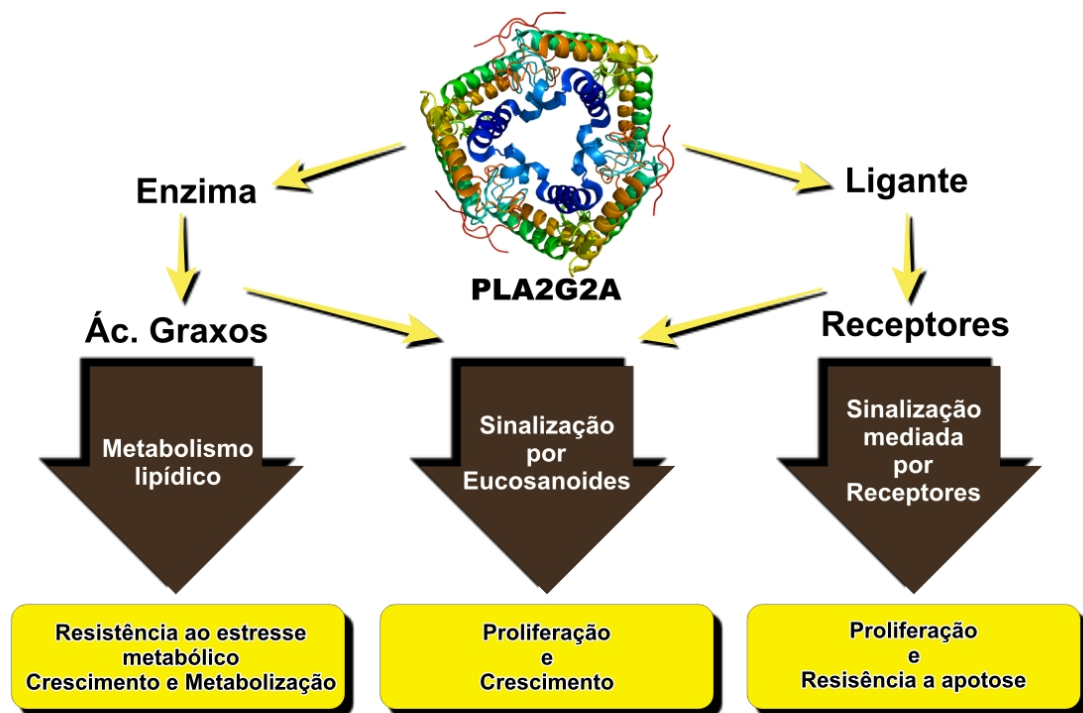 Enzima
Ligante
PLA2G2A
Ác. Graxos
Receptores
Metabolismo
lipídico
Sinalização
por
Eucosanoides
Sinalização
mediada
por
Receptores
Resistência ao estresse
metabólico
Crescimento e Metabolização
Proliferação
e
Crescimento
Proliferação
e
Resisência a apotose